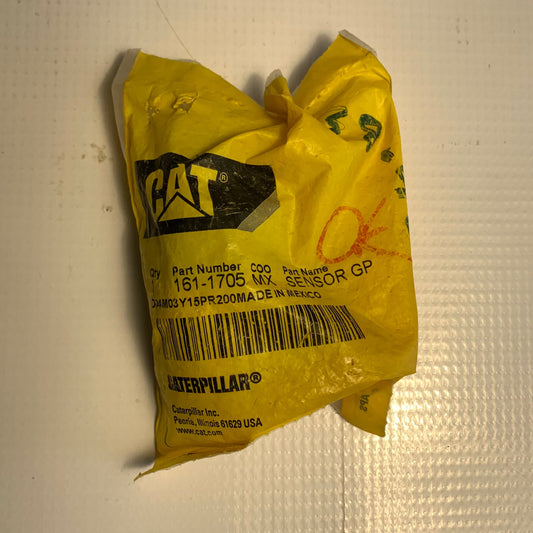 CAT®
Qty Part Number COO Part Name
1 161-1705 MX SENSOR GP
MADE IN MEXICO
OK
CATERPILLAR®
Caterpillar Inc.
Peoria, Illinois 61629 USA
www.cat.com